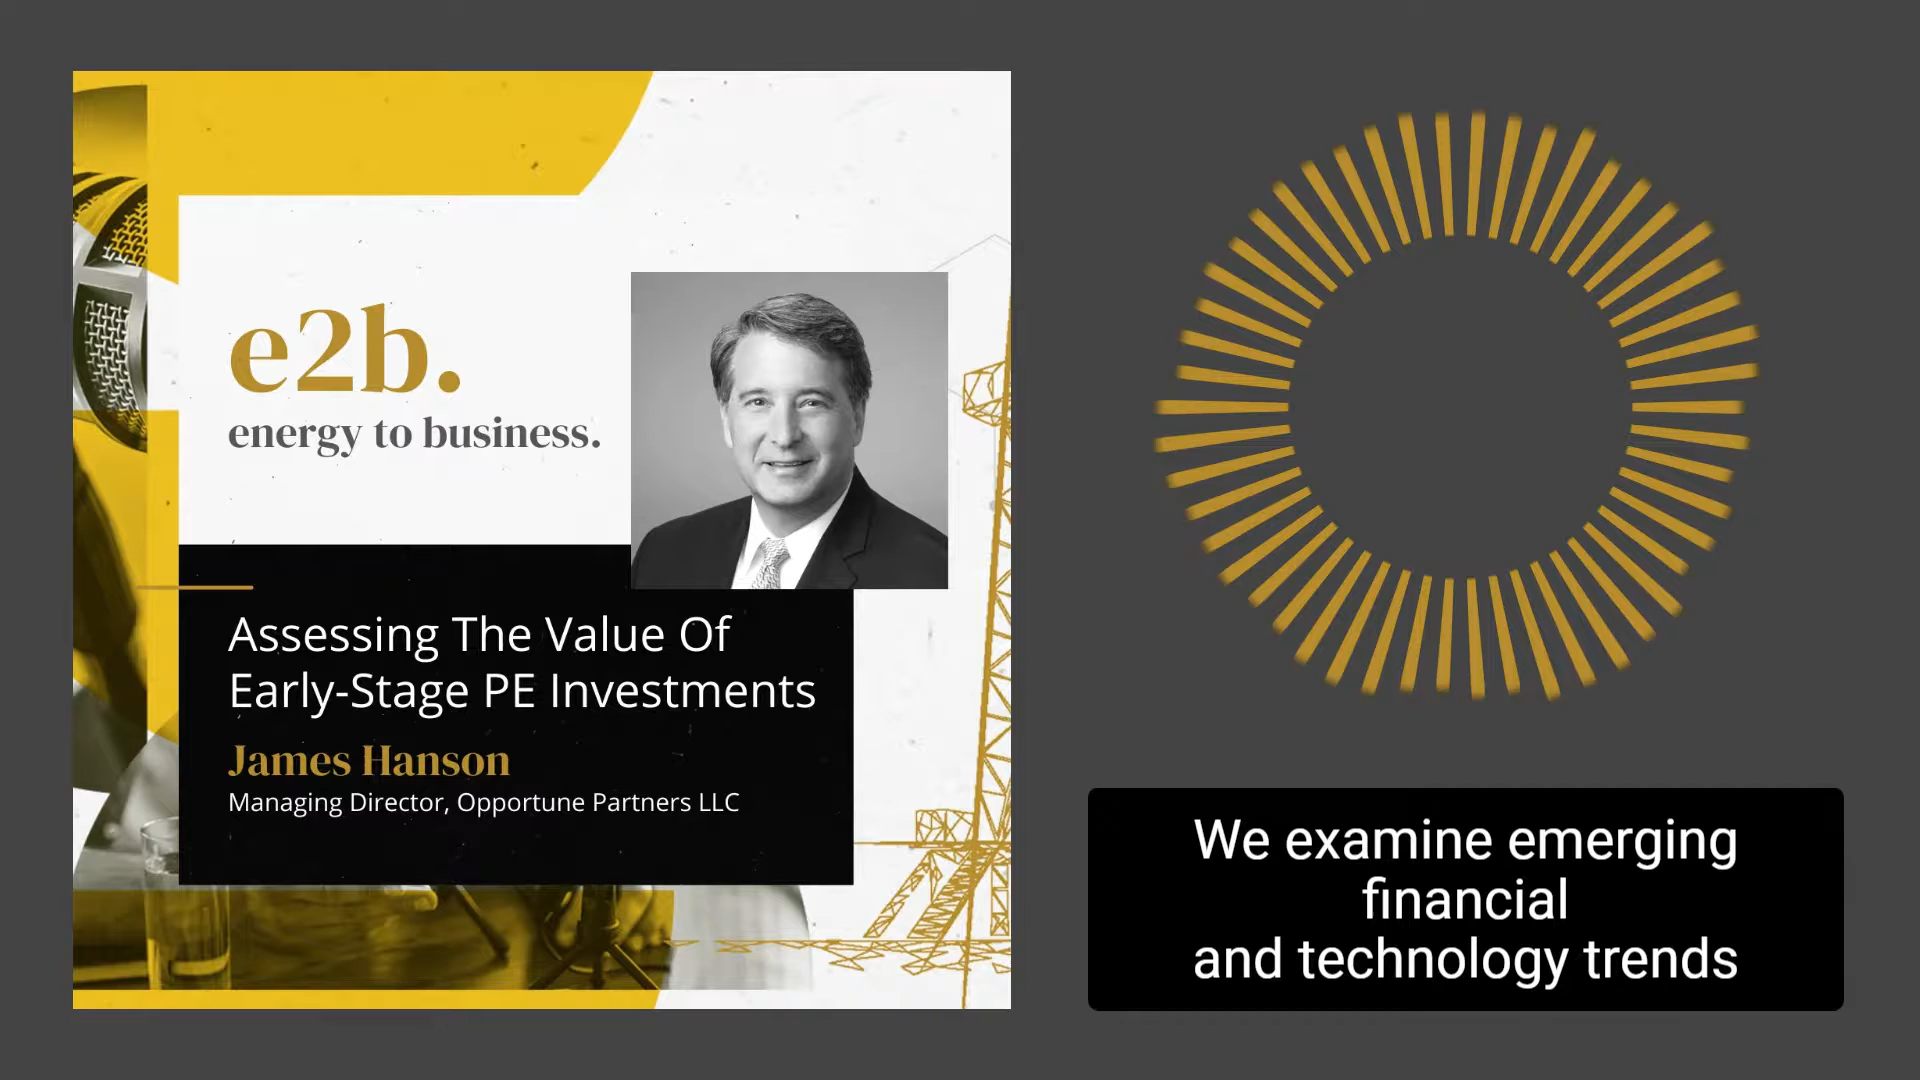 e2b.
energy to business.
Assessing The Value Of
Early-Stage PE Investments
James Hanson
Managing Director, Opportune Partners LLC
We examine emerging
financial
and technology trends